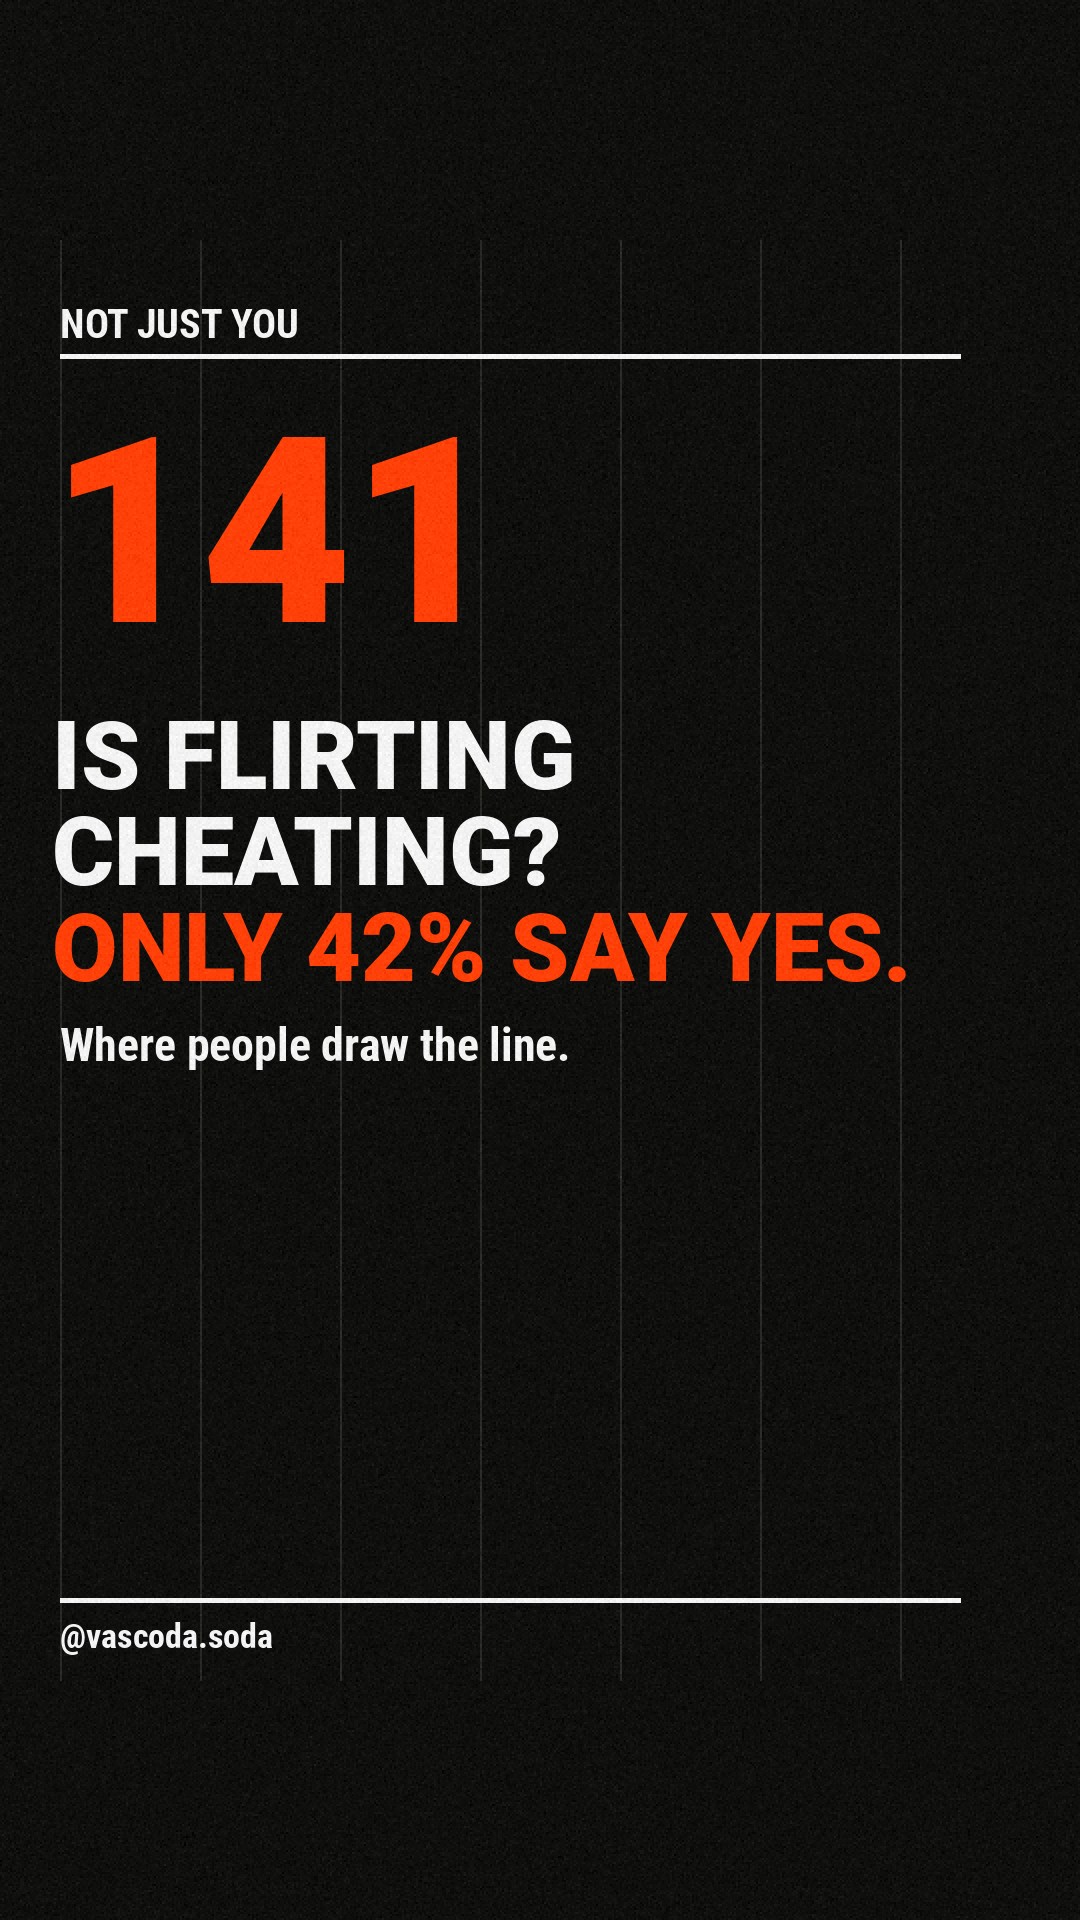 NOT JUST YOU
141
IS FLIRTING
CHEATING?
ONLY 42% SAY YES.
Where people draw the line.
@vascoda.soda